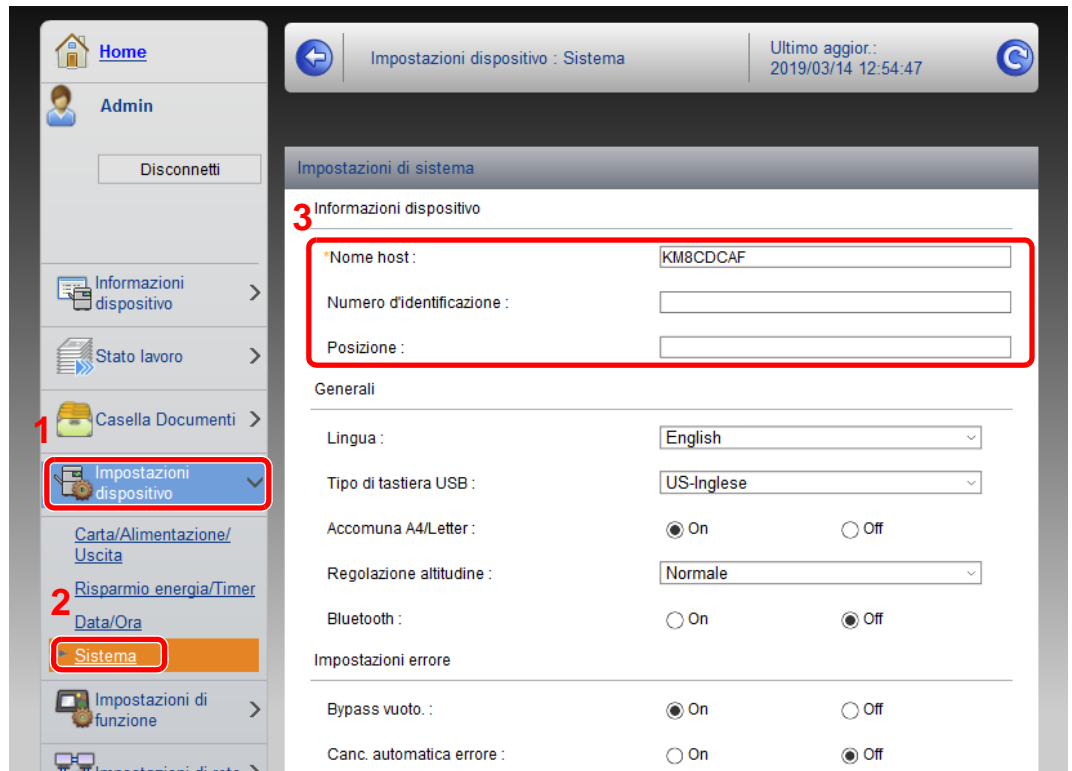 Home
Admin
Disconnetti
Informazioni
dispositivo
Stato lavoro
1
Casella Documenti
Impostazioni
dispositivo
Carta/Alimentazione/
Uscita
2
Risparmio energia/Timer
Data/Ora
Sistema
Impostazioni di
funzione
Impostazioni di rete
Impostazioni dispositivo : Sistema
Ultimo aggior.:
2019/03/14 12:54:47
Impostazioni di sistema
3
Informazioni dispositivo
*Nome host : KM8CDCAF
Numero d'identificazione :
Posizione :
Generali
Lingua : English
Tipo di tastiera USB : US-Inglese
Accomuna A4/Letter : On Off
Regolazione altitudine : Normale
Bluetooth : On Off
Impostazioni errore
Bypass vuoto. : On Off
Canc. automatica errore : On Off